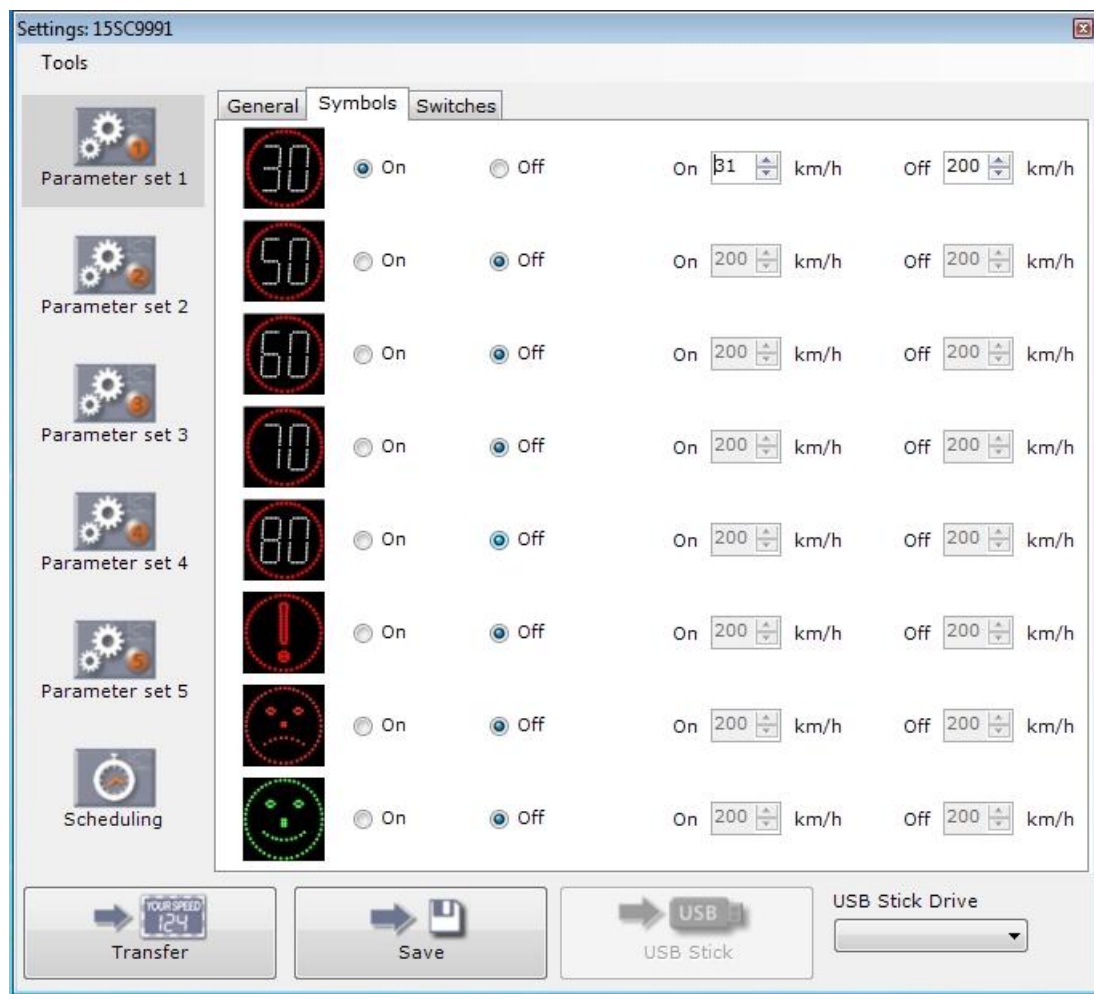 Settings: 15SC9991
Tools
General Symbols Switches
1
Parameter set 1
2
Parameter set 2
3
Parameter set 3
4
Parameter set 4
5
Parameter set 5
Scheduling
30 On Off On 31 km/h Off 200 km/h
50 On Off On 200 km/h Off 200 km/h
60 On Off On 200 km/h Off 200 km/h
70 On Off On 200 km/h Off 200 km/h
80 On Off On 200 km/h Off 200 km/h
! On Off On 200 km/h Off 200 km/h
On Off On 200 km/h Off 200 km/h
On Off On 200 km/h Off 200 km/h
YOUR SPEED
124
Transfer
Save
USB
USB Stick
USB Stick Drive